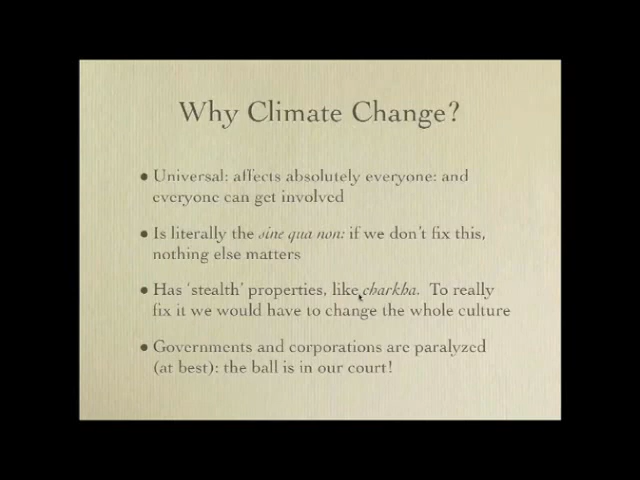 Why Climate Change?
• Universal: affects absolutely everyone: and
everyone can get involved
• Is literally the sine qua non: if we don't fix this,
nothing else matters
• Has 'stealth' properties, like charkha. To really
fix it we would have to change the whole culture
• Governments and corporations are paralyzed
(at best): the ball is in our court!